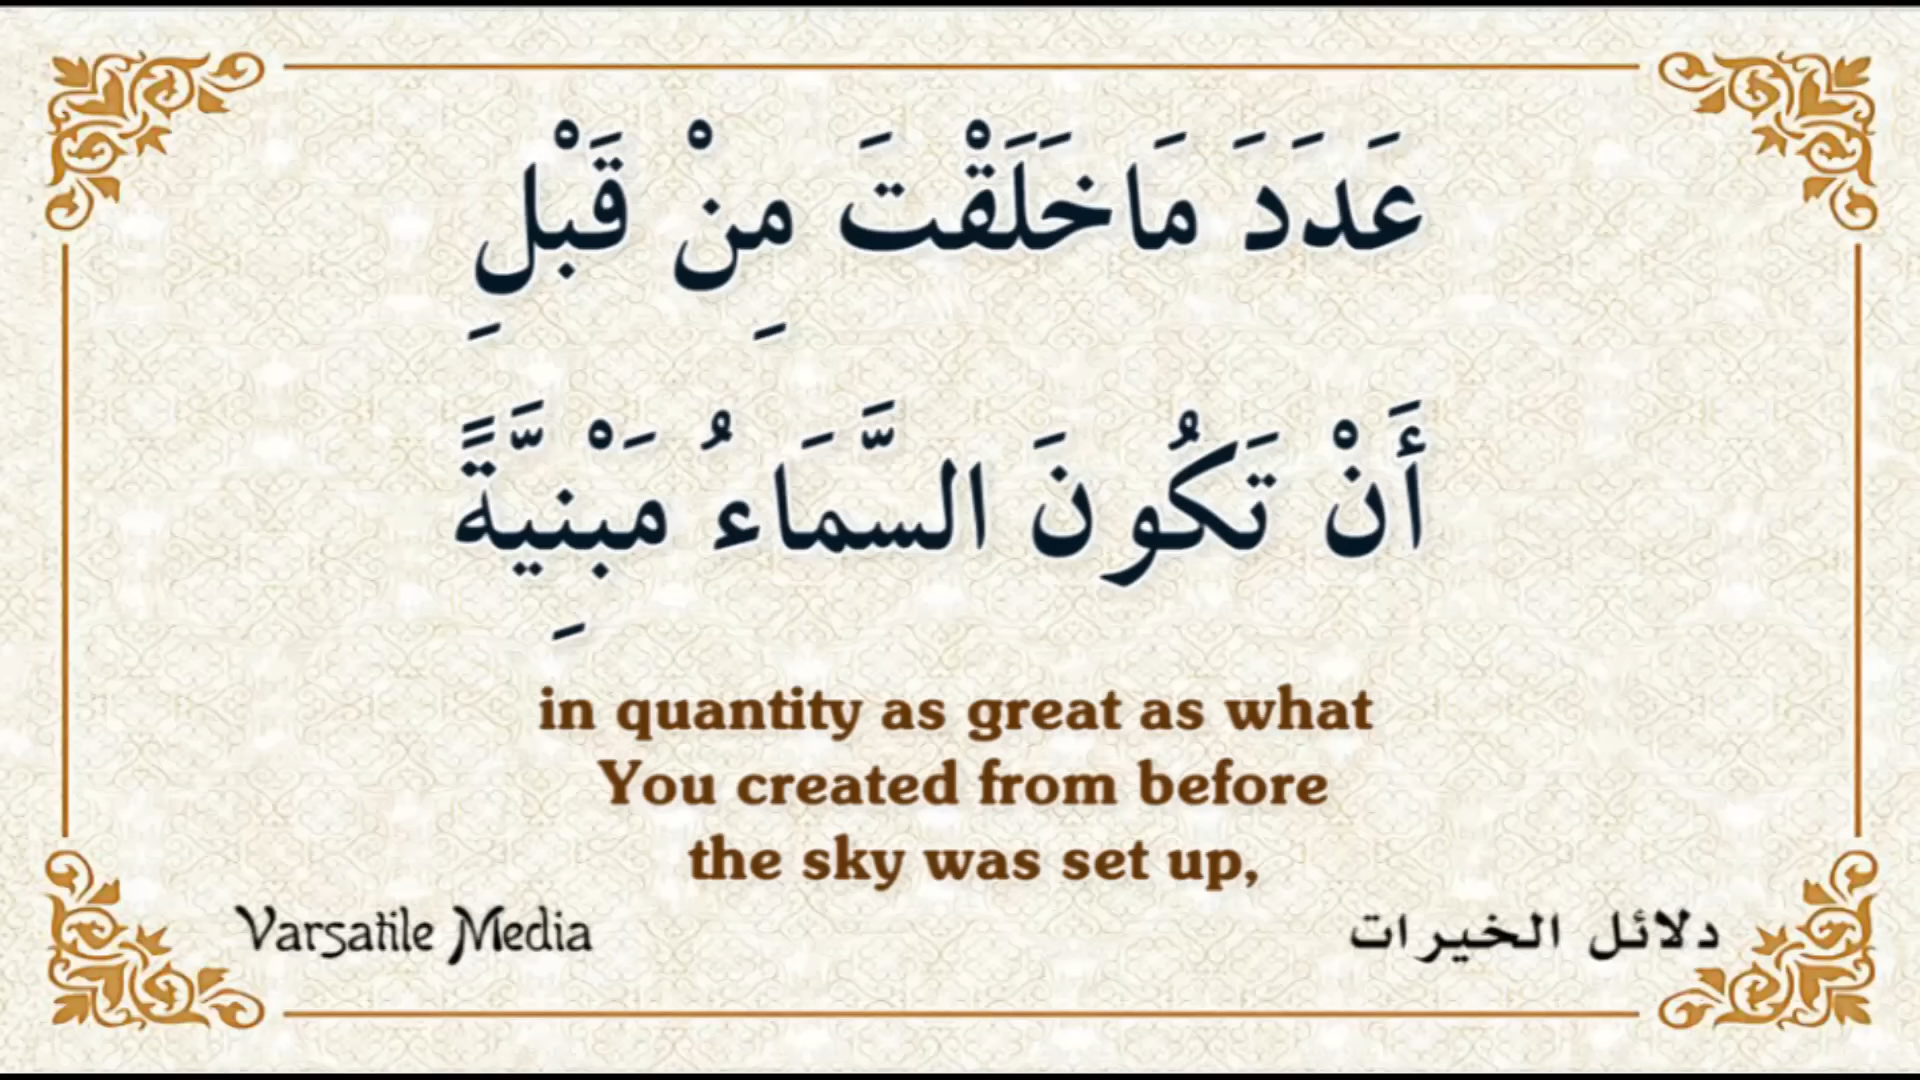 عَدَدَ مَاخَلَقْتَ مِنْ قَبْلِ
أَنْ تَكُونَ السَّمَاءُ مَبْنِيَّةً
in quantity as great as what
You created from before
the sky was set up,
Varsatile Media
دلائل الخيرات